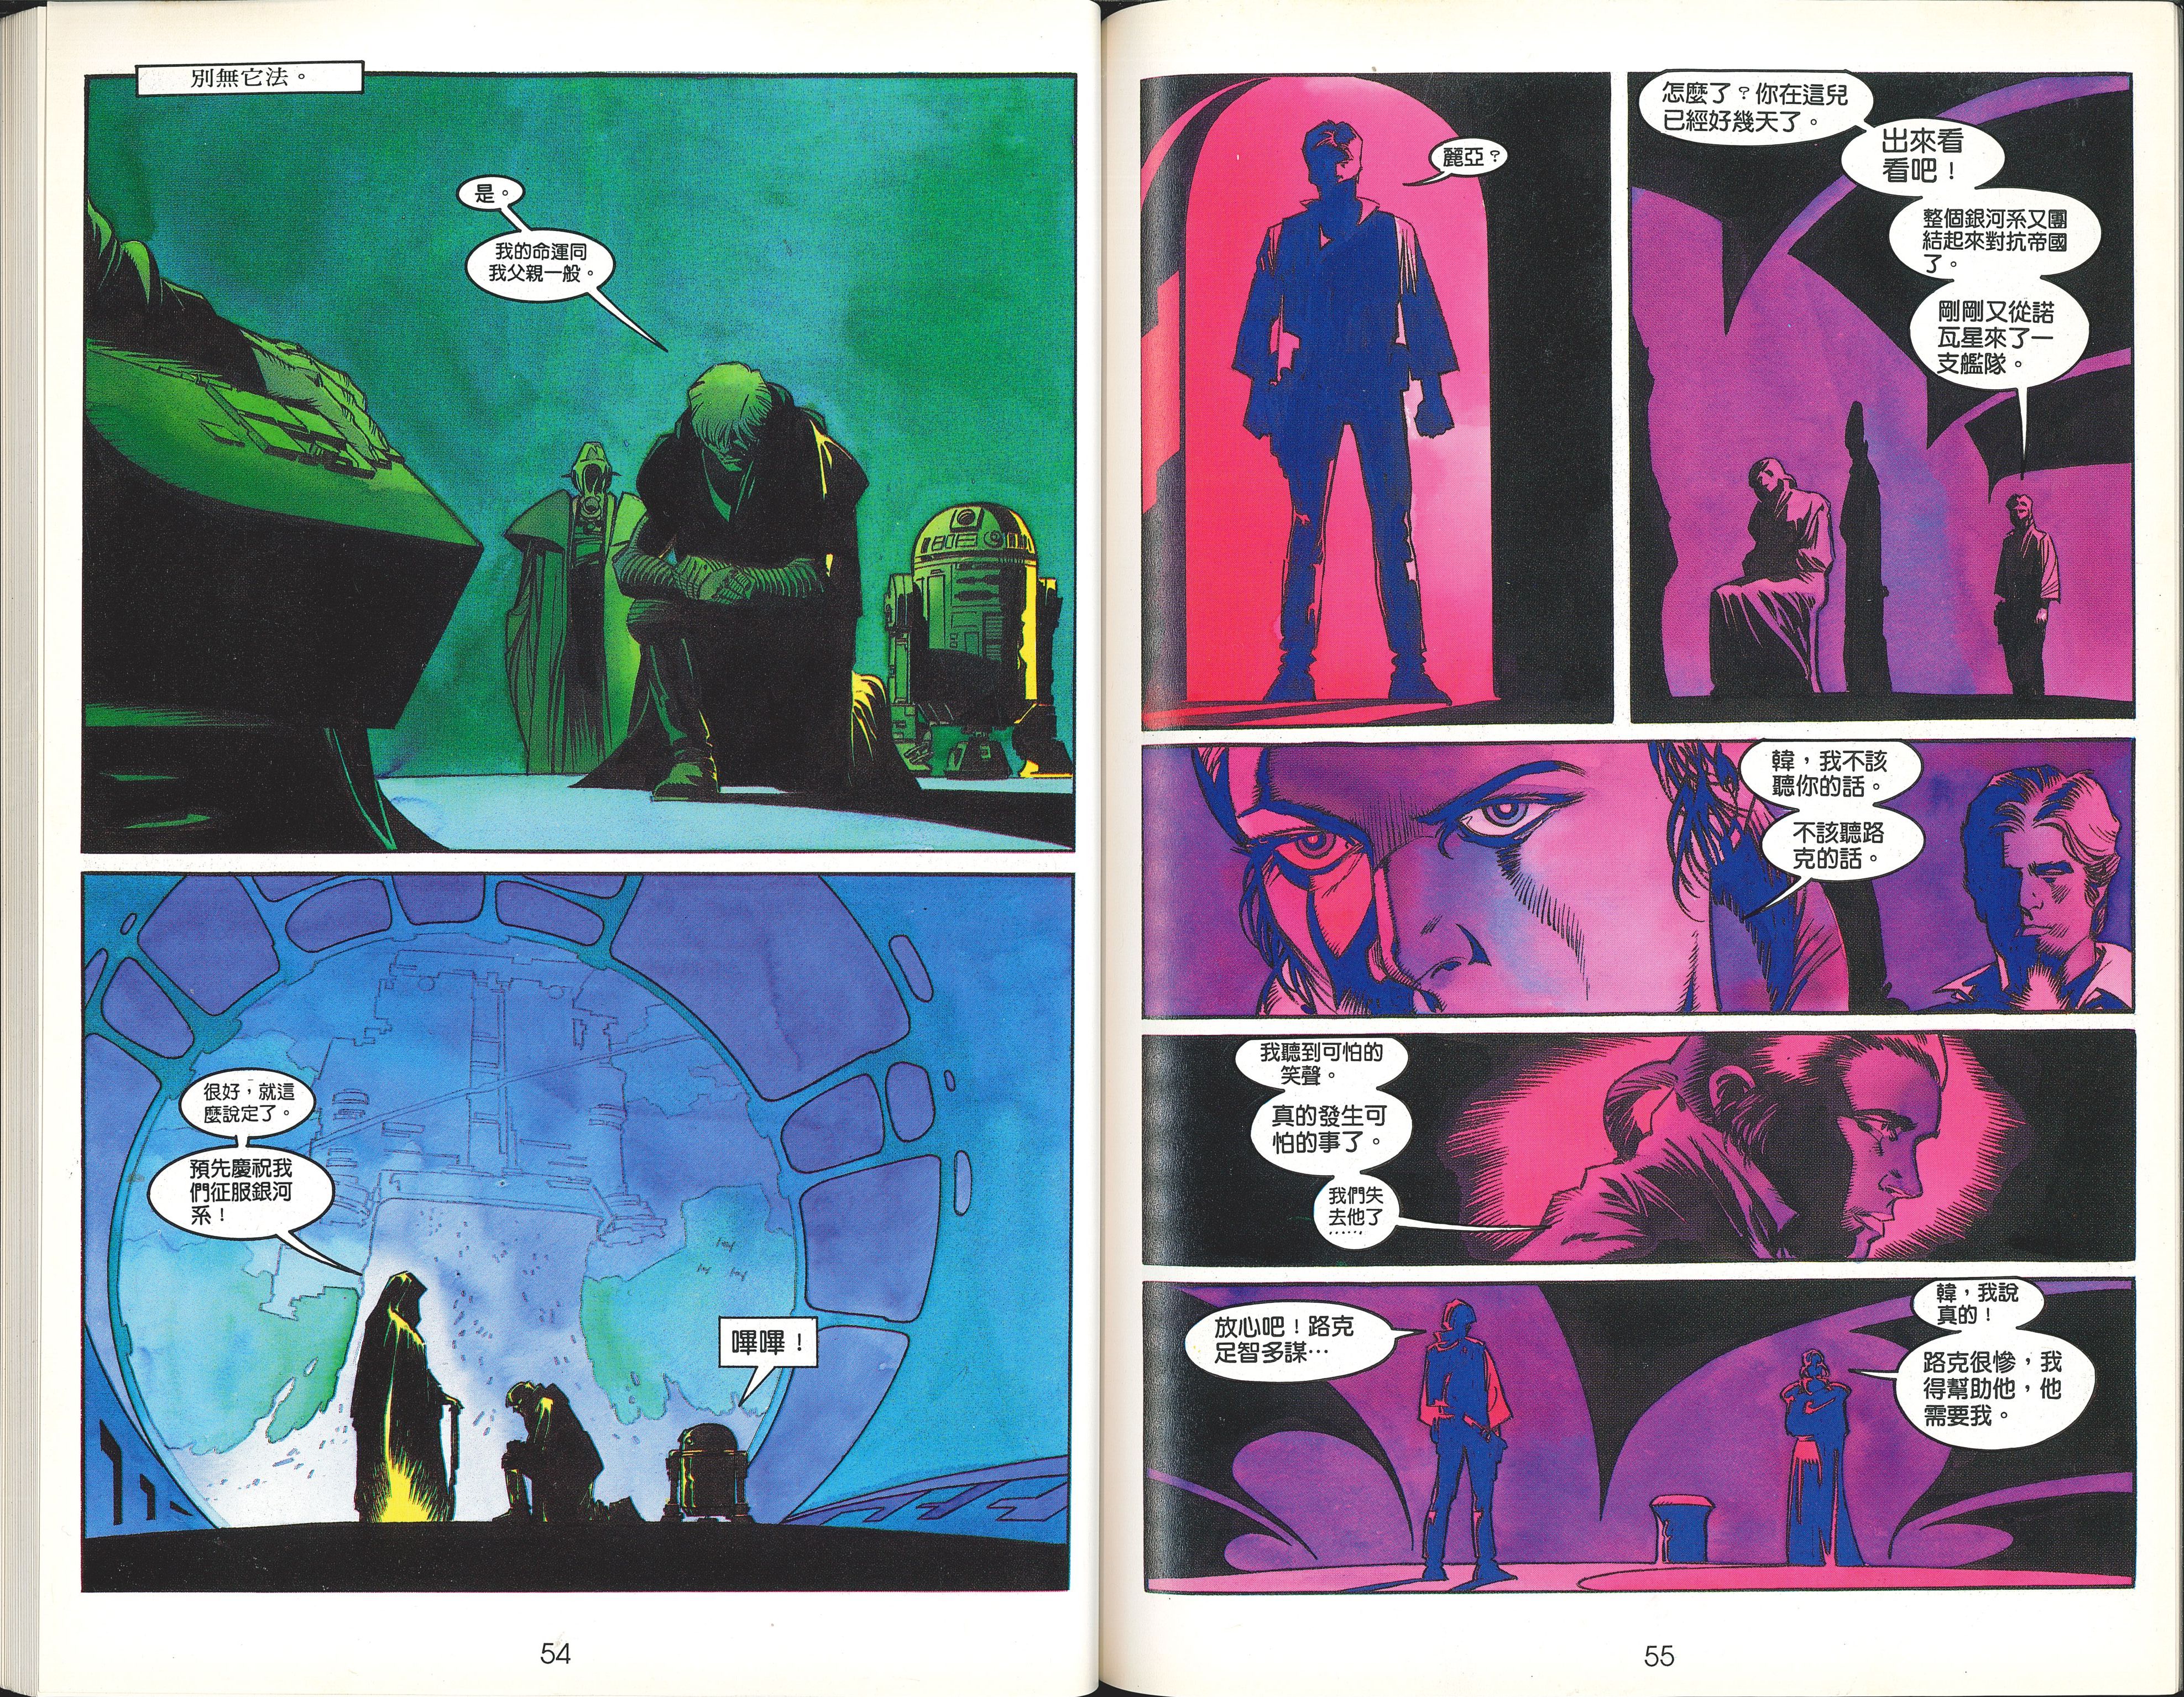 別無它法。
是。
我的命運同
我父親一般。
很好，就這
麼說定了。
預先慶祝我
們征服銀河
系！
嗶嗶！
54
麗亞？
怎麼了？你在這兒
已經好幾天了。
出來看
看吧！
整個銀河系又團
結起來對抗帝國
了。
剛剛又從諾
瓦星來了一
支艦隊。
韓，我不該
聽你的話。
不該聽路
克的話。
我聽到可怕的
笑聲。
真的發生可
怕的事了。
我們失
去他了
……
放心吧！路克
足智多謀…
韓，我說
真的！
路克很慘，我
得幫助他，他
需要我。
55